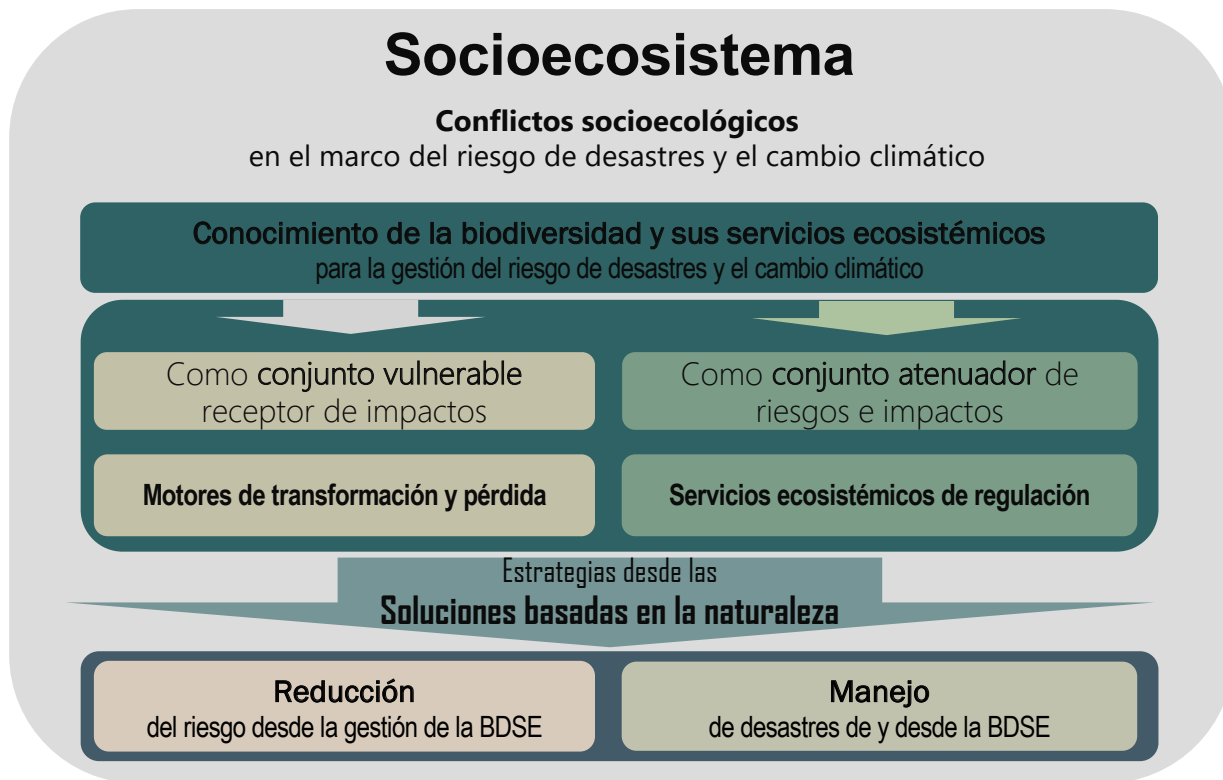 Socioecosistema
Conflictos socioecológicos
en el marco del riesgo de desastres y el cambio climático
Conocimiento de la biodiversidad y sus servicios ecosistémicos
para la gestión del riesgo de desastres y el cambio climático
Como conjunto vulnerable
receptor de impactos
Como conjunto atenuador de
riesgos e impactos
Motores de transformación y pérdida
Servicios ecosistémicos de regulación
Estrategias desde las
Soluciones basadas en la naturaleza
Reducción
del riesgo desde la gestión de la BDSE
Manejo
de desastres de y desde la BDSE